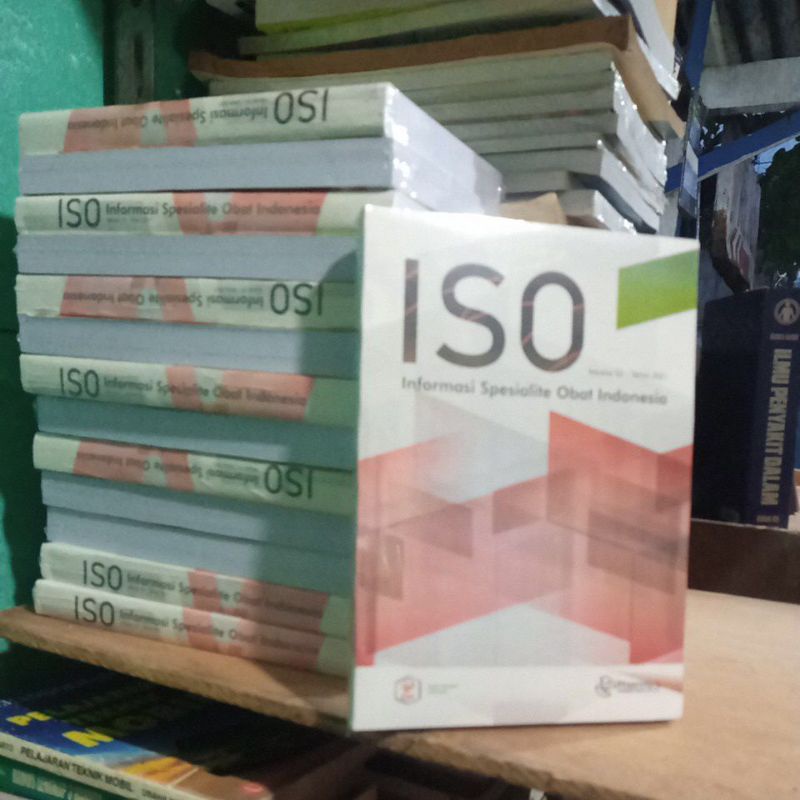 ISO Informasi Spesialite Obat Indonesia
ISO Informasi Spesialite Obat Indonesia
ISO Informasi Spesialite Obat Indonesia
ISO Informasi Spesialite Obat Indonesia
ISO Informasi Spesialite Obat Indonesia
ISO Informasi Spesialite Obat Indonesia
ISO Informasi Spesialite Obat Indonesia
ISO
Informasi Spesialite Obat Indonesia
ILMU PENYAKIT DALAM
PELAJARAN TEKNIK MOBIL